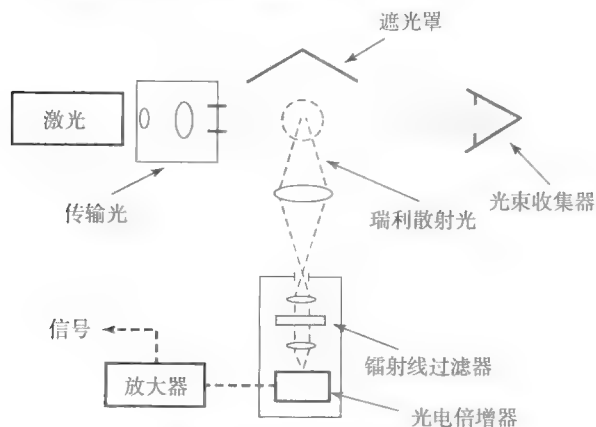 遮光罩
激光
传输光
瑞利散射光
光束收集器
信号
镭射线过滤器
放大器
光电倍增器